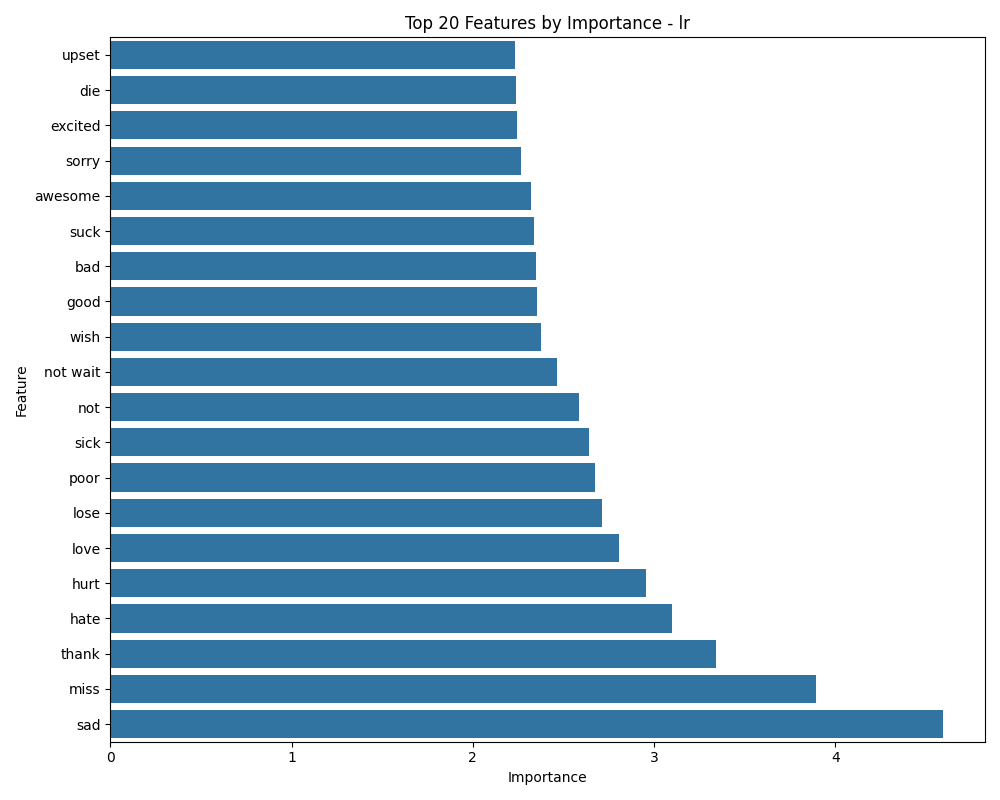 Top 20 Features by Importance - lr
upset
die
excited
sorry
awesome
suck
bad
good
wish
not wait
not
sick
poor
lose
love
hurt
hate
thank
miss
sad
Feature
0 1 2 3 4
Importance